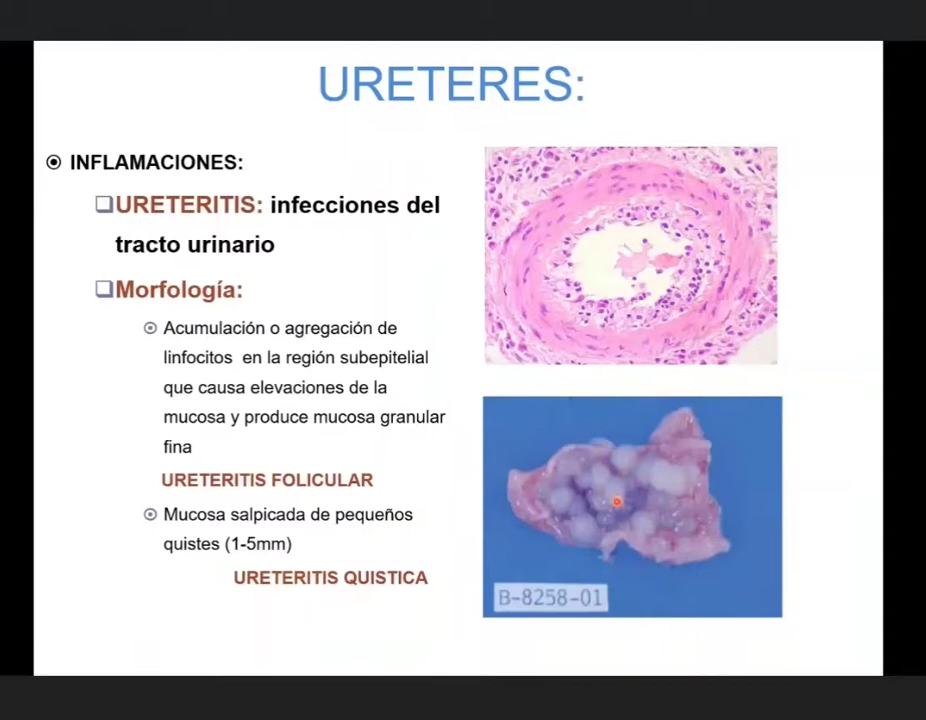 URETERES:
INFLAMACIONES:
URETERITIS: infecciones del
tracto urinario
Morfología:
Acumulación o agregación de
linfocitos en la región subepitelial
que causa elevaciones de la
mucosa y produce mucosa granular
fina
URETERITIS FOLICULAR
Mucosa salpicada de pequeños
quistes (1-5mm)
URETERITIS QUISTICA
B-8258-01